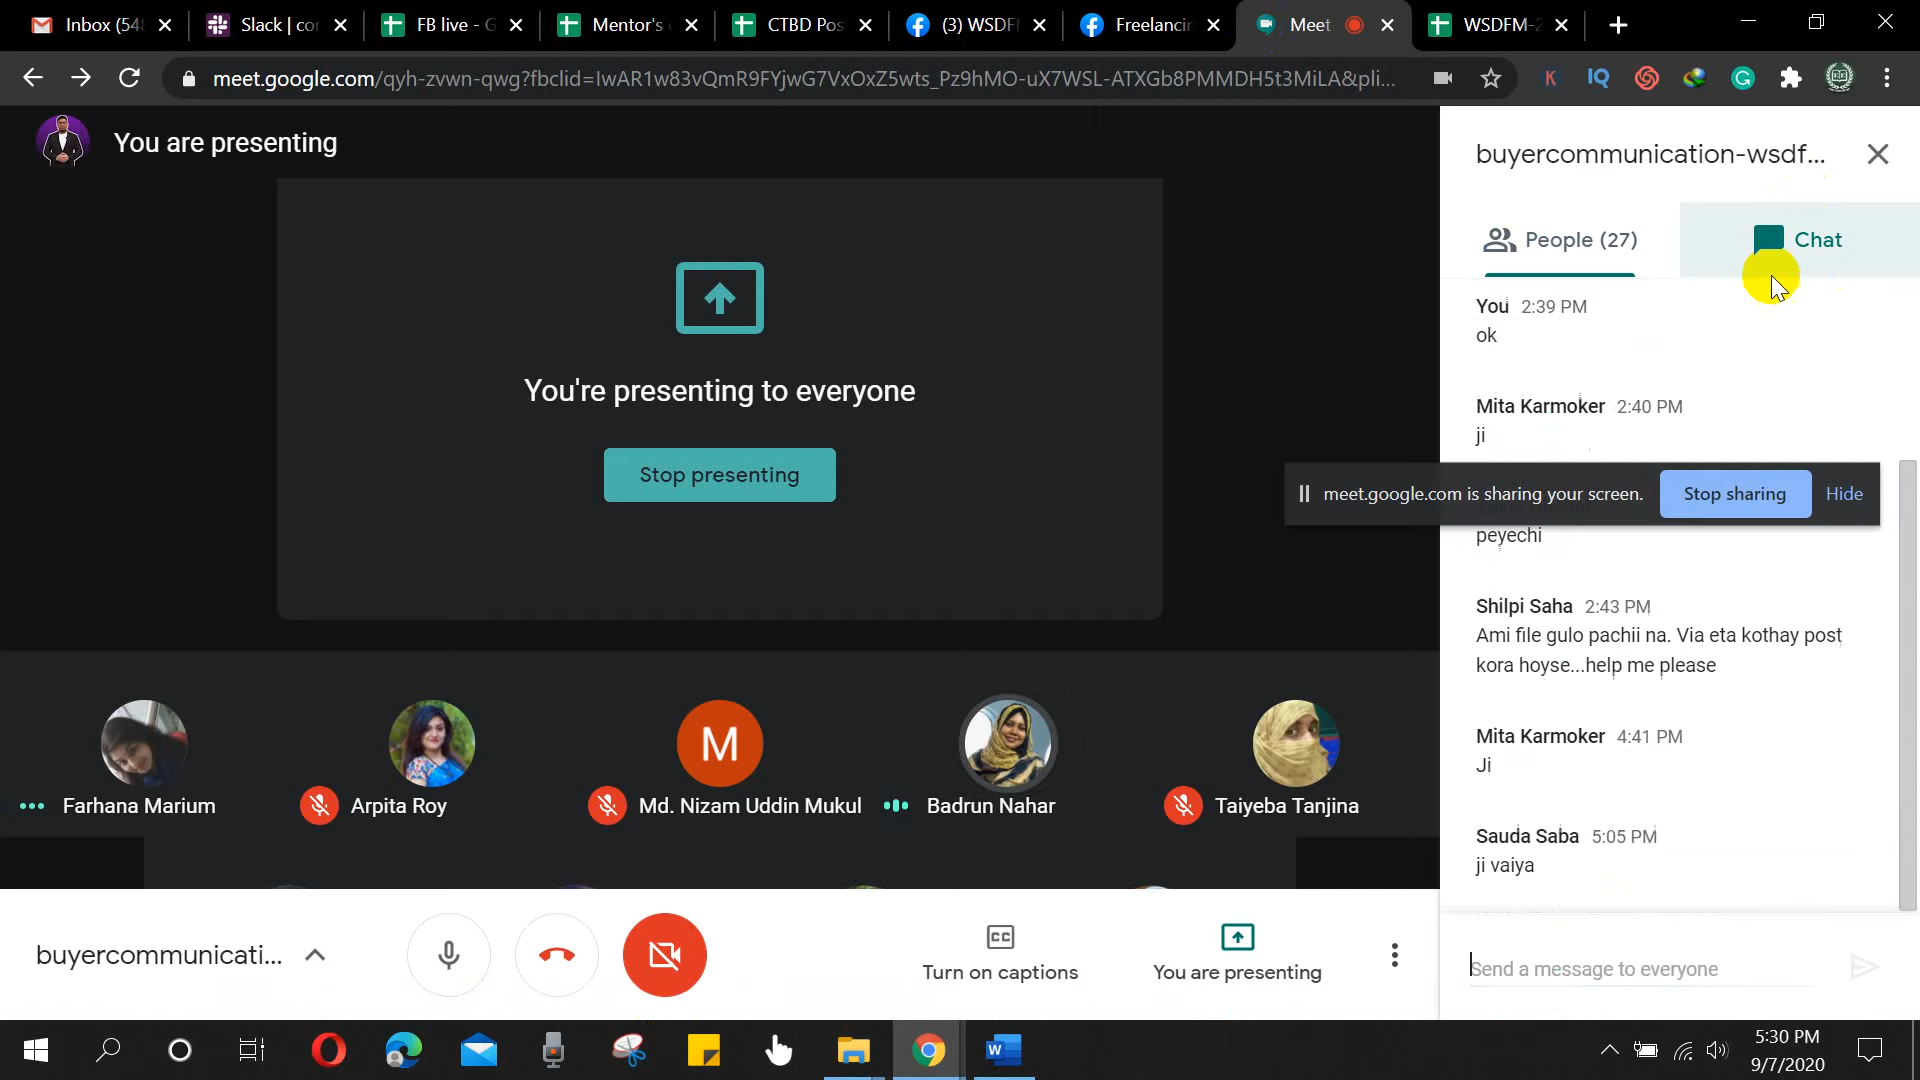 Inbox (548
Slack | co
FB live - G
Mentor's
CTBD Pos
(3) WSDF
Freelancin
Meet
WSDFM-2
meet.google.com/qyh-zvwn-qwg?fbclid=IwAR1w83vQmR9FYjwG7VxOxZ5wts_Pz9hMO-uX7WSL-ATXGb8PMMDH5t3MiLA&pli...
You are presenting
You're presenting to everyone
Stop presenting
buyercommunication-wsdf...
People (27)
Chat
You 2:39 PM
ok
Mita Karmoker 2:40 PM
ji
meet.google.com is sharing your screen.
Stop sharing
Hide
peyechi
Shilpi Saha 2:43 PM
Ami file gulo pachii na. Via eta kothay post
kora hoyse...help me please
Mita Karmoker 4:41 PM
Ji
Sauda Saba 5:05 PM
ji vaiya
Send a message to everyone
Farhana Marium
Arpita Roy
M
Md. Nizam Uddin Mukul
Badrun Nahar
Taiyeba Tanjina
buyercommunicati...
Turn on captions
You are presenting
5:30 PM
9/7/2020